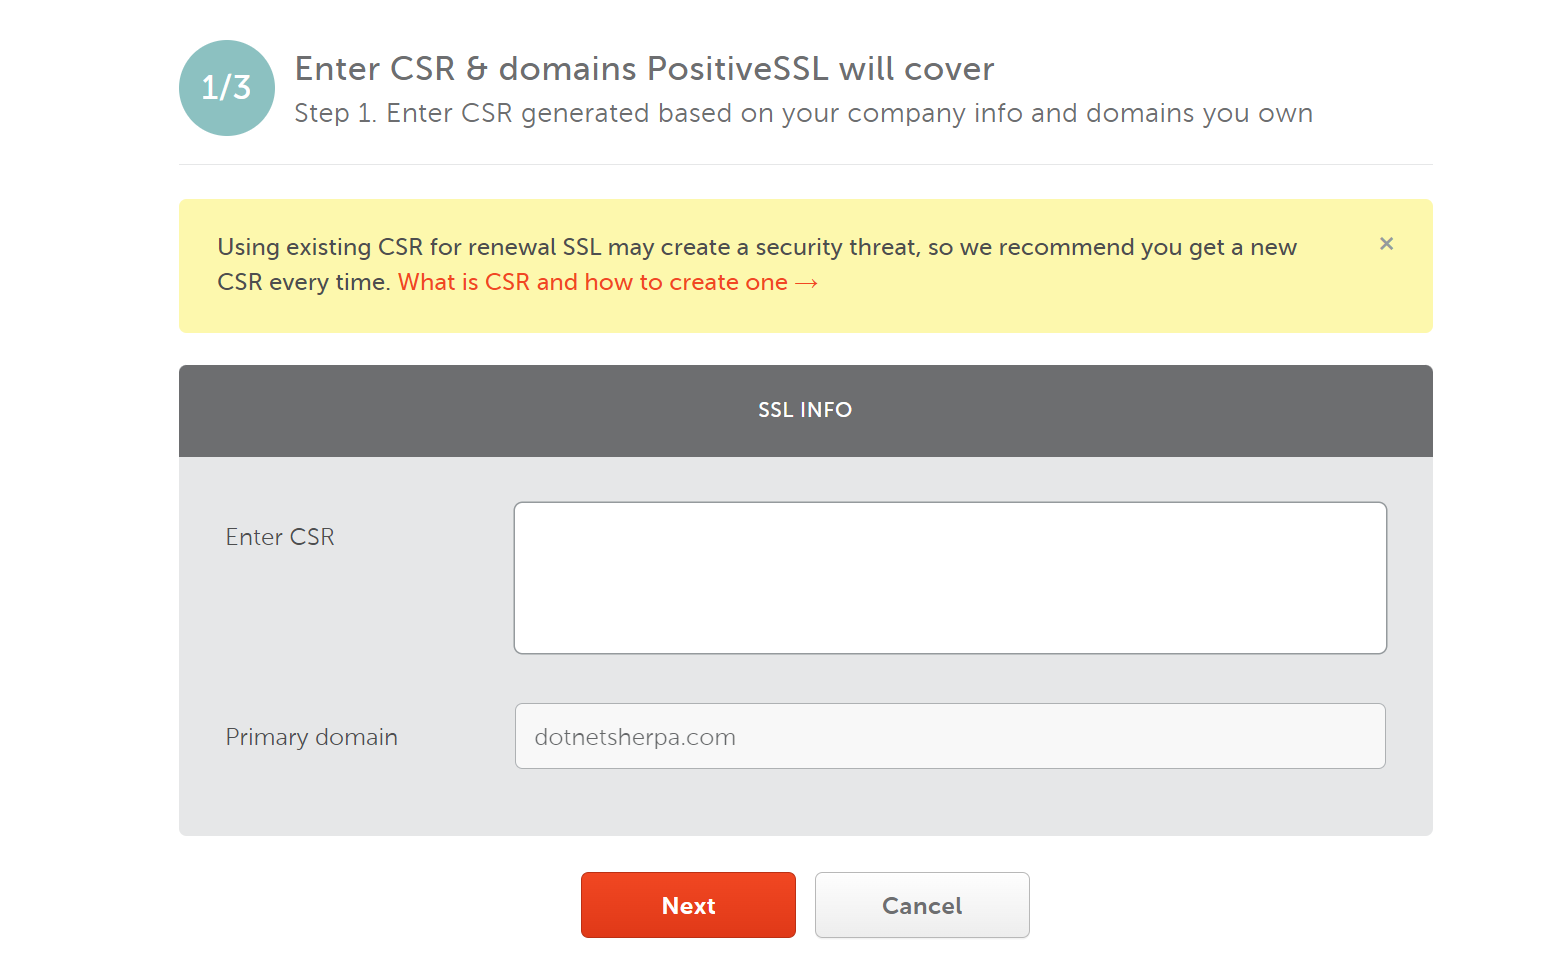 1/3
Enter CSR & domains PositiveSSL will cover
Step 1. Enter CSR generated based on your company info and domains you own
Using existing CSR for renewal SSL may create a security threat, so we recommend you get a new
CSR every time. What is CSR and how to create one →
×
SSL INFO
Enter CSR
Primary domain
dotnetsherpa.com
Next
Cancel